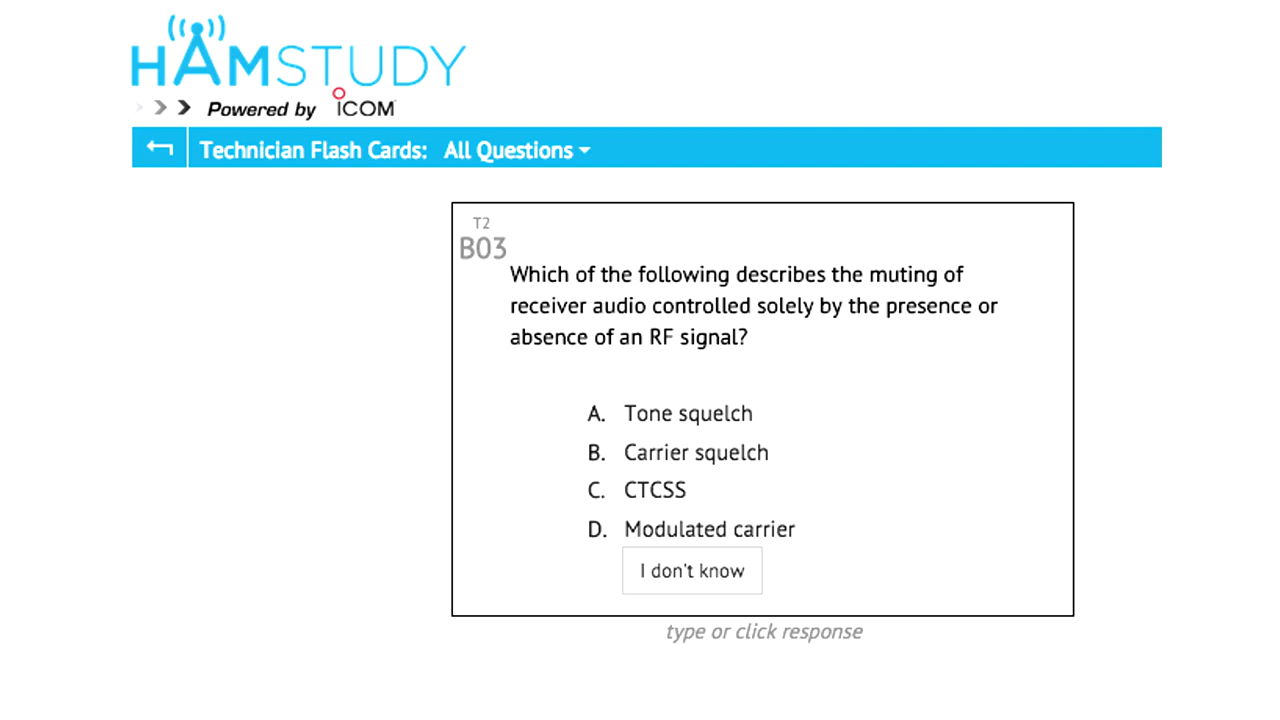 HAMSTUDY
Powered by ICOM
Technician Flash Cards: All Questions
T2
B03
Which of the following describes the muting of
receiver audio controlled solely by the presence or
absence of an RF signal?
A. Tone squelch
B. Carrier squelch
C. CTCSS
D. Modulated carrier
I don't know
type or click response